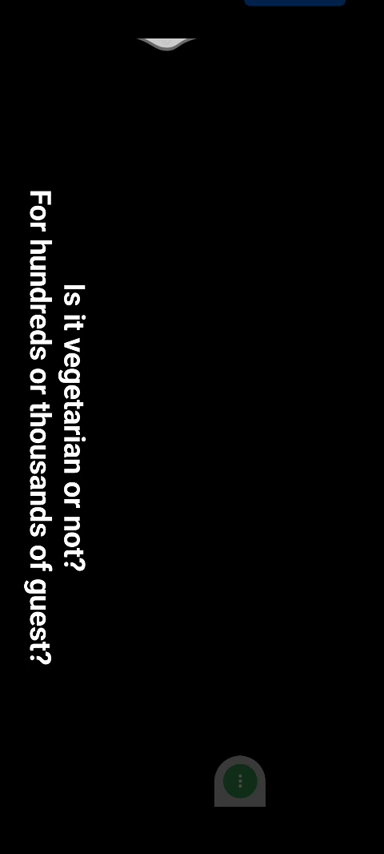 Is it vegetarian or not?
For hundreds or thousands of guest?